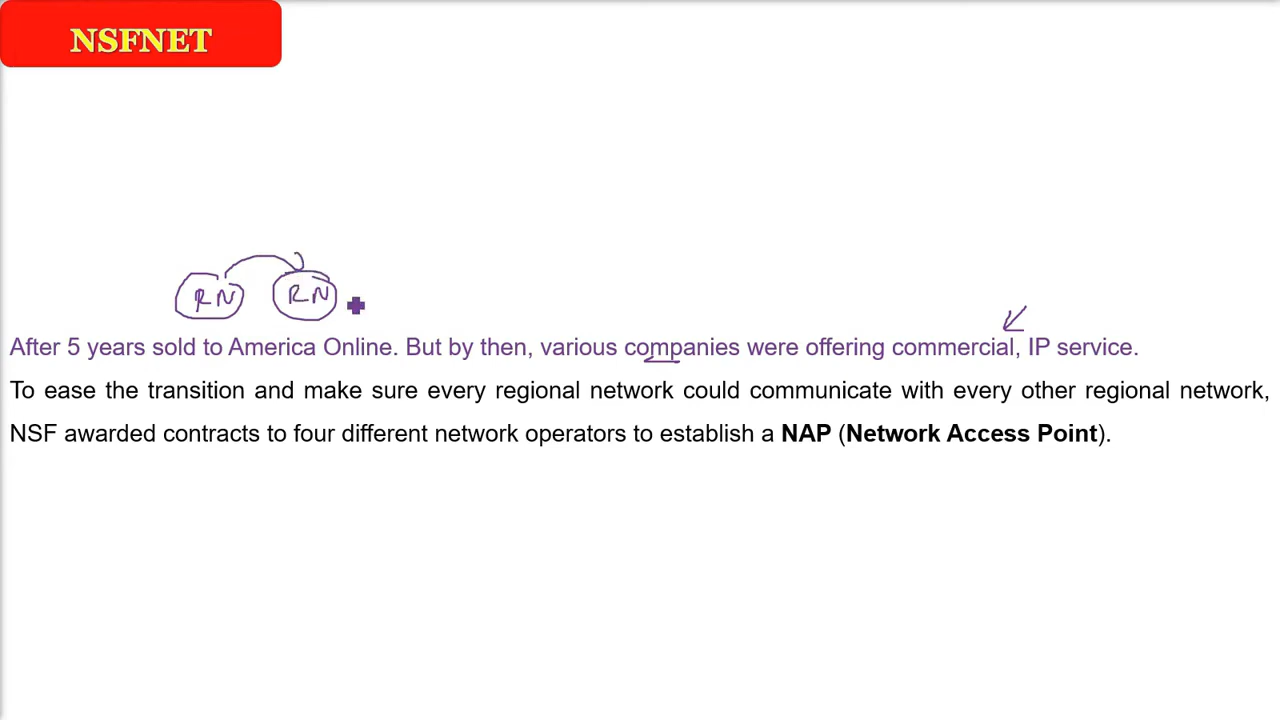 NSFNET
RN RN
After 5 years sold to America Online. But by then, various companies were offering commercial, IP service.
To ease the transition and make sure every regional network could communicate with every other regional network,
NSF awarded contracts to four different network operators to establish a NAP (Network Access Point).